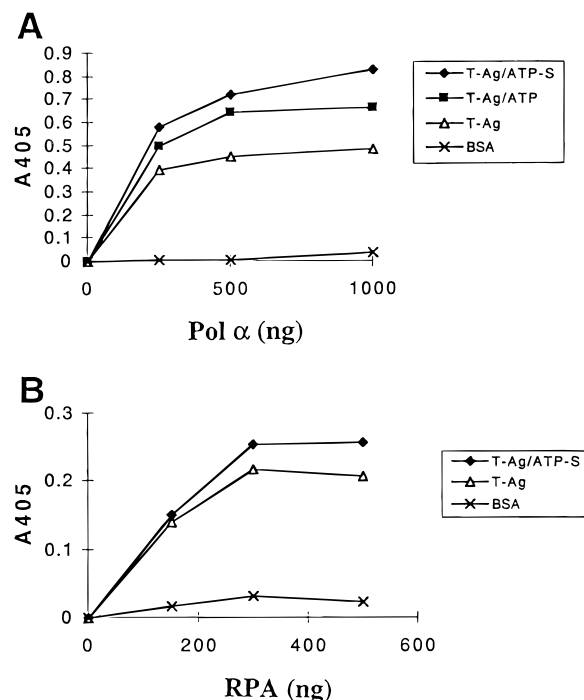 A
0.9
0.8
0.7
0.6
0.5
0.4
0.3
0.2
0.1
0
A405
0 500 1000
Pol α (ng)
T-Ag/ATP-S
T-Ag/ATP
T-Ag
BSA
B
0.3
0.2
0.1
0
A405
0 200 400 600
RPA (ng)
T-Ag/ATP-S
T-Ag
BSA